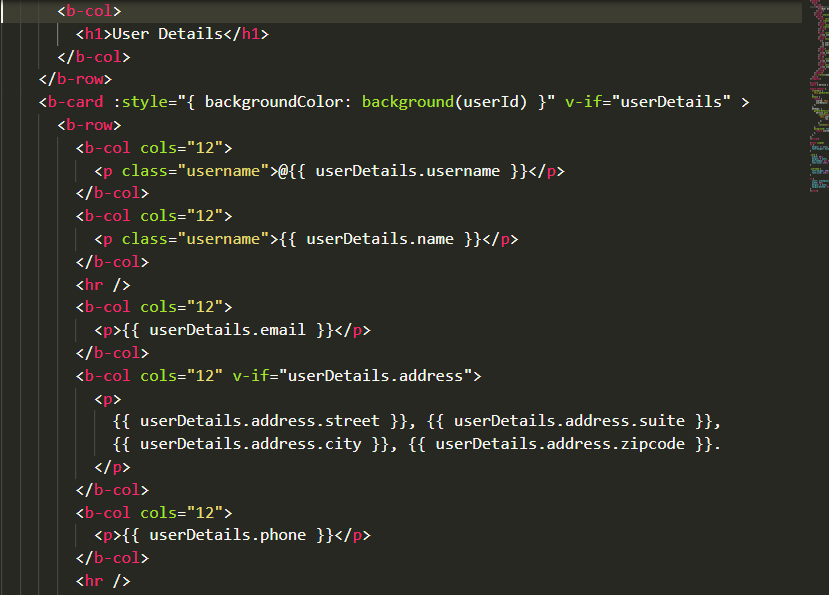 <b-col>
<h1>User Details</h1>
</b-col>
</b-row>
<b-card :style="{ backgroundColor: background(userId) }" v-if="userDetails" >
<b-row>
<b-col cols="12">
<p class="username">@{{ userDetails.username }}</p>
</b-col>
<b-col cols="12">
<p class="username">{{ userDetails.name }}</p>
</b-col>
<hr />
<b-col cols="12">
<p>{{ userDetails.email }}</p>
</b-col>
<b-col cols="12" v-if="userDetails.address">
<p>
{{ userDetails.address.street }}, {{ userDetails.address.suite }},
{{ userDetails.address.city }}, {{ userDetails.address.zipcode }}.
</p>
</b-col>
<b-col cols="12">
<p>{{ userDetails.phone }}</p>
</b-col>
<hr />